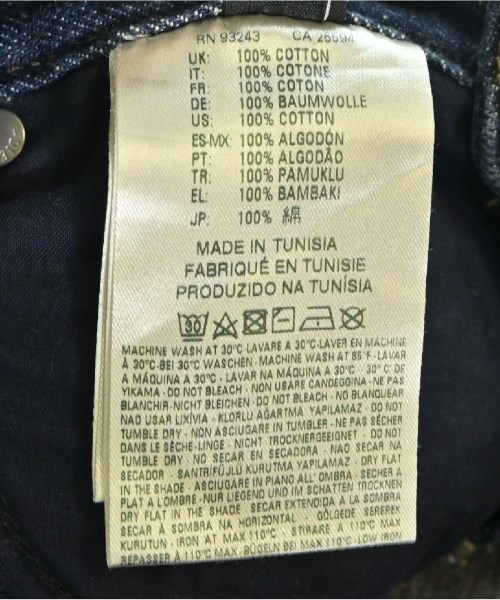 RN 93243 CA 26694
UK: 100% COTTON
IT: 100% COTONE
FR: 100% COTON
DE: 100% BAUMWOLLE
US: 100% COTTON
ES-MX: 100% ALGODÓN
PT: 100% ALGODÃO
TR: 100% PAMUKLU
EL: 100% BAMBAKI
JP: 100% 綿
MADE IN TUNISIA
FABRIQUÉ EN TUNISIE
PRODUZIDO NA TUNÍSIA
30
MACHINE WASH AT 30°C-LAVARE A 30°C-LAVER EN MACHINE
À 30°C-BEI 30°C WASCHEN - MACHINE WASH AT 85°F - LAVAR
A MÁQUINA A 30°C - LAVAR NA MÁQUINA A 30°C - 30° C' DE
YIKAMA - DO NOT BLEACH - NON USARE CANDEGGINA - NE PAS
BLANCHIR-NICHT BLEICHEN - DO NOT BLEACH - NO BLANQUEAR
NÃO USAR LIXÍVIA - KLORLU AĞARTMA YAPILAMAZ - DO NOT
TUMBLE DRY - NON ASCIUGARE IN TUMBLER - NE PAS SÉCHER
DANS LE SÈCHE-LINGE - NICHT TROCKNERGEEIGNET - DO NOT
TUMBLE DRY - NO SECAR EN SECADORA - NÃO SECAR NA
SECADOR - SANTRIFÜJLÜ KURUTMA YAPILAMAZ - DRY FLAT
IN THE SHADE - ASCIUGARE IN PIANO ALL' OMBRA - SÉCHER À
PLAT À L'OMBRE - NUR LIEGEND UND IM SCHATTEN TROCKNEN
DRY FLAT IN THE SHADE - SECAR EXTENDIDA A LA SOMBRA
SECAR À SOMBRA NA HORIZONTAL - GÖLGEDE SEREREK
KURUTUN - IRON AT MAX 110°C - STIRARE A 110°C MAX
REPASSER À 110°C MAX - BÜGELN BEI MAX 110°C - LOW IRON